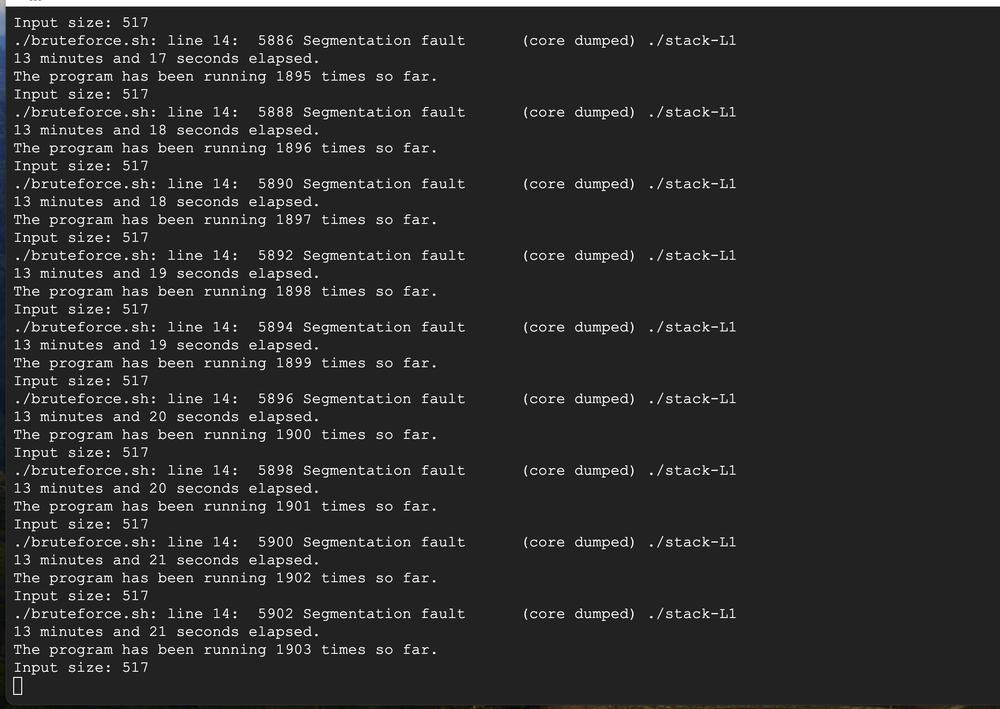 Input size: 517
./bruteforce.sh: line 14:  5886 Segmentation fault      (core dumped) ./stack-L1
13 minutes and 17 seconds elapsed.
The program has been running 1895 times so far.
Input size: 517
./bruteforce.sh: line 14:  5888 Segmentation fault      (core dumped) ./stack-L1
13 minutes and 18 seconds elapsed.
The program has been running 1896 times so far.
Input size: 517
./bruteforce.sh: line 14:  5890 Segmentation fault      (core dumped) ./stack-L1
13 minutes and 18 seconds elapsed.
The program has been running 1897 times so far.
Input size: 517
./bruteforce.sh: line 14:  5892 Segmentation fault      (core dumped) ./stack-L1
13 minutes and 19 seconds elapsed.
The program has been running 1898 times so far.
Input size: 517
./bruteforce.sh: line 14:  5894 Segmentation fault      (core dumped) ./stack-L1
13 minutes and 19 seconds elapsed.
The program has been running 1899 times so far.
Input size: 517
./bruteforce.sh: line 14:  5896 Segmentation fault      (core dumped) ./stack-L1
13 minutes and 20 seconds elapsed.
The program has been running 1900 times so far.
Input size: 517
./bruteforce.sh: line 14:  5898 Segmentation fault      (core dumped) ./stack-L1
13 minutes and 20 seconds elapsed.
The program has been running 1901 times so far.
Input size: 517
./bruteforce.sh: line 14:  5900 Segmentation fault      (core dumped) ./stack-L1
13 minutes and 21 seconds elapsed.
The program has been running 1902 times so far.
Input size: 517
./bruteforce.sh: line 14:  5902 Segmentation fault      (core dumped) ./stack-L1
13 minutes and 21 seconds elapsed.
The program has been running 1903 times so far.
Input size: 517